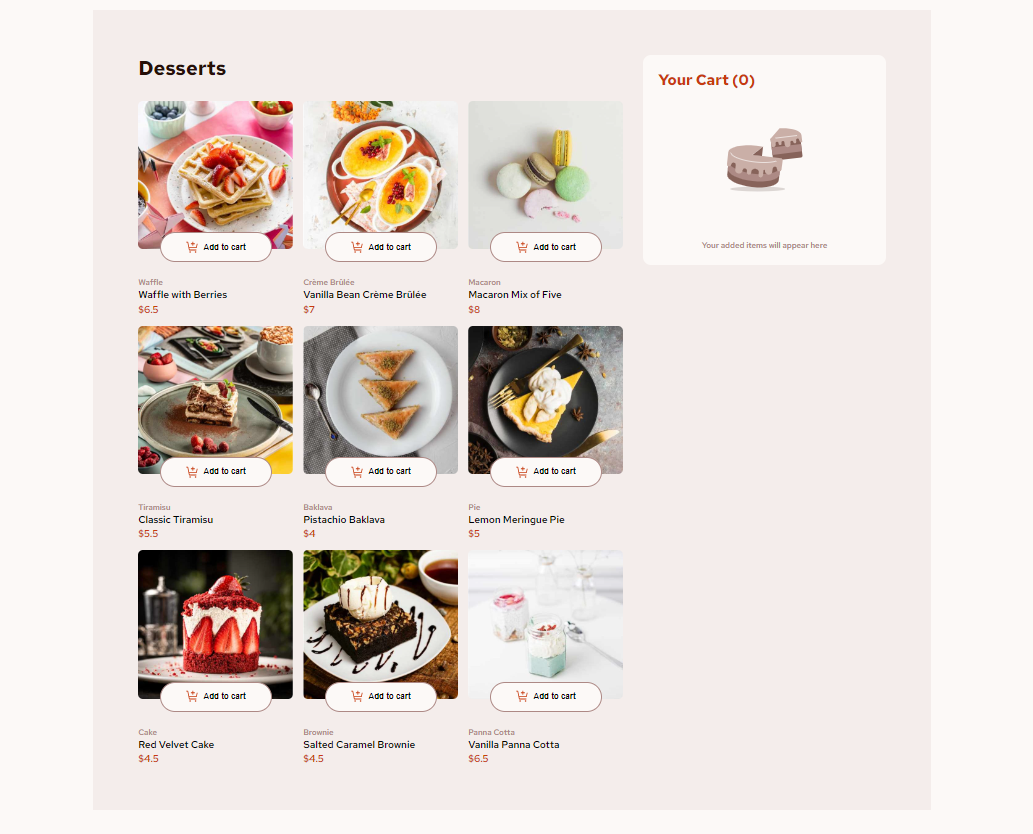 Desserts
Your Cart (0)
Your added items will appear here
Add to cart
Add to cart
Add to cart
Waffle
Waffle with Berries
$6.5
Crème Brûlée
Vanilla Bean Crème Brûlée
$7
Macaron
Macaron Mix of Five
$8
Add to cart
Add to cart
Add to cart
Tiramisu
Classic Tiramisu
$5.5
Baklava
Pistachio Baklava
$4
Pie
Lemon Meringue Pie
$5
Add to cart
Add to cart
Add to cart
Cake
Red Velvet Cake
$4.5
Brownie
Salted Caramel Brownie
$4.5
Panna Cotta
Vanilla Panna Cotta
$6.5